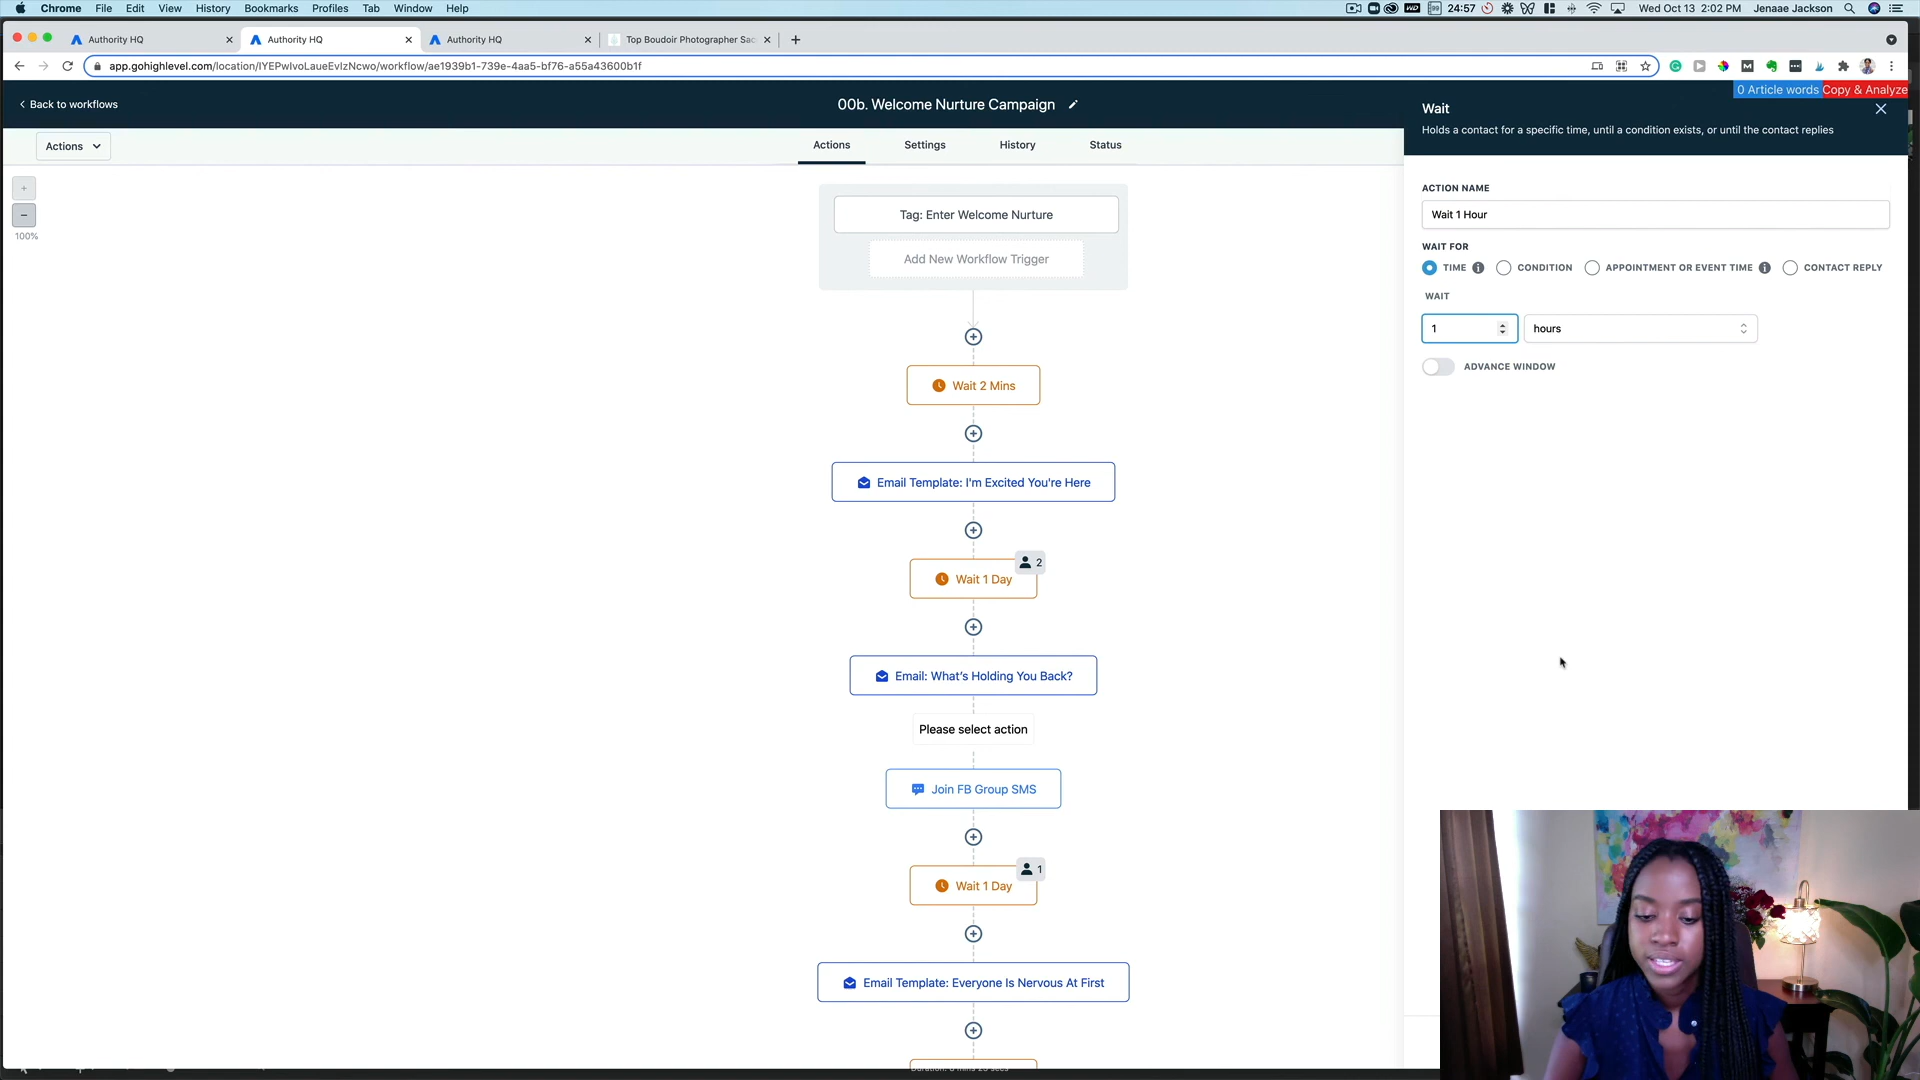 Chrome File Edit View History Bookmarks Profiles Tab Window Help
24:57 Wed Oct 13 2:02 PM Jenaae Jackson
Authority HQ
Authority HQ
Authority HQ
Top Boudoir Photographer Sac
app.gohighlevel.com/location/IYEPwIvoLaueEvIzNcwo/workflow/ae1939b1-739e-4aa5-bf76-a55a43600b1f
0 Article words Copy & Analyze
Back to workflows
00b. Welcome Nurture Campaign
Wait
Holds a contact for a specific time, until a condition exists, or until the contact replies
Actions
Actions Settings History Status
+
−
100%
Tag: Enter Welcome Nurture
Add New Workflow Trigger
Wait 2 Mins
Email Template: I'm Excited You're Here
2
Wait 1 Day
Email: What's Holding You Back?
Please select action
Join FB Group SMS
1
Wait 1 Day
Email Template: Everyone Is Nervous At First
ACTION NAME
Wait 1 Hour
WAIT FOR
TIME CONDITION APPOINTMENT OR EVENT TIME CONTACT REPLY
WAIT
1 hours
ADVANCE WINDOW